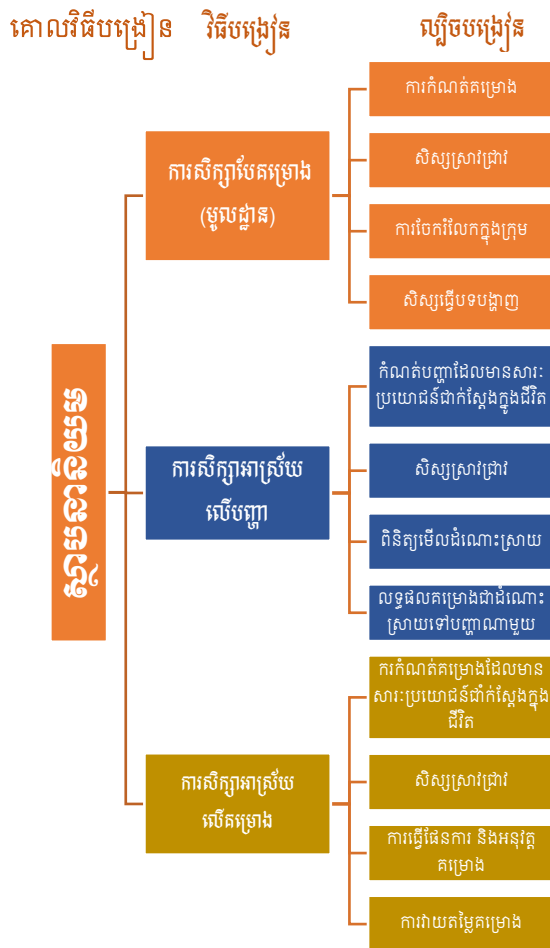 គោលវិធីបង្រៀន វិធីបង្រៀន ល្បិចបង្រៀន
ស្ថាបនានិយម
ការសិក្សាបែគម្រោង
(មូលដ្ឋាន)
ការកំណត់គម្រោង
សិស្សស្រាវជ្រាវ
ការចែករំលែកក្នុងក្រុម
សិស្សធ្វើបទបង្ហាញ
ការសិក្សាអាស្រ័យ
លើបញ្ហា
កំណត់បញ្ហាដែលមានសារៈ
ប្រយោជន៍ជាក់ស្ដែងក្នូងជីវិត
សិស្សស្រាវជ្រាវ
ពិនិត្យមើលដំណោះស្រាយ
លទ្ធផលគម្រោងជាដំណោះ
ស្រាយទៅបញ្ហាណាមួយ
ការសិក្សាអាស្រ័យ
លើគម្រោង
ករកំណត់គម្រោងដែលមាន
សារៈប្រយោជន៍ជាំក់ស្ដែងក្នុង
ជីវិត
សិស្សស្រាវជ្រាវ
ការធ្វើផែនការ និងអនុវត្ត
គម្រោង
ការវាយតម្លៃគម្រោង